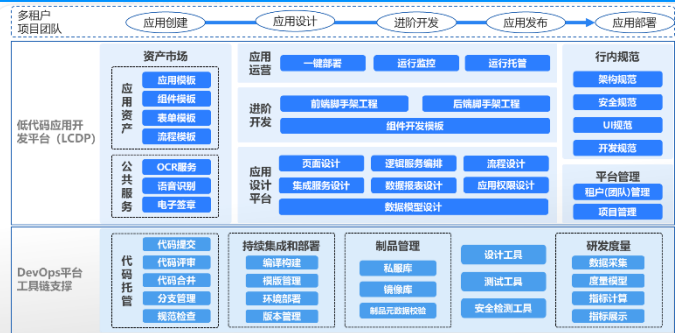 多租户
项目团队
应用创建
应用设计
进阶开发
应用发布
应用部署
低代码应用开
发平台（LCDP）
资产市场
应用资产
应用模板
组件模板
表单模板
流程模板
公共服务
OCR服务
语音识别
电子签章
应用
运营
一键部署
运行监控
运行托管
进阶
开发
前端脚手架工程
后端脚手架工程
组件开发模板
应用
设计
平台
页面设计
逻辑服务编排
流程设计
集成服务设计
数据报表设计
应用权限设计
数据模型设计
行内规范
架构规范
安全规范
UI规范
开发规范
平台管理
租户(团队)管理
项目管理
DevOps平台
工具链支撑
代码托管
代码提交
代码评审
代码合并
分支管理
规范检查
持续集成和部署
编译构建
模版管理
环境部署
版本管理
制品管理
私服库
镜像库
制品元数据校验
设计工具
测试工具
安全检测工具
研发度量
数据采集
度量模型
指标计算
指标展示